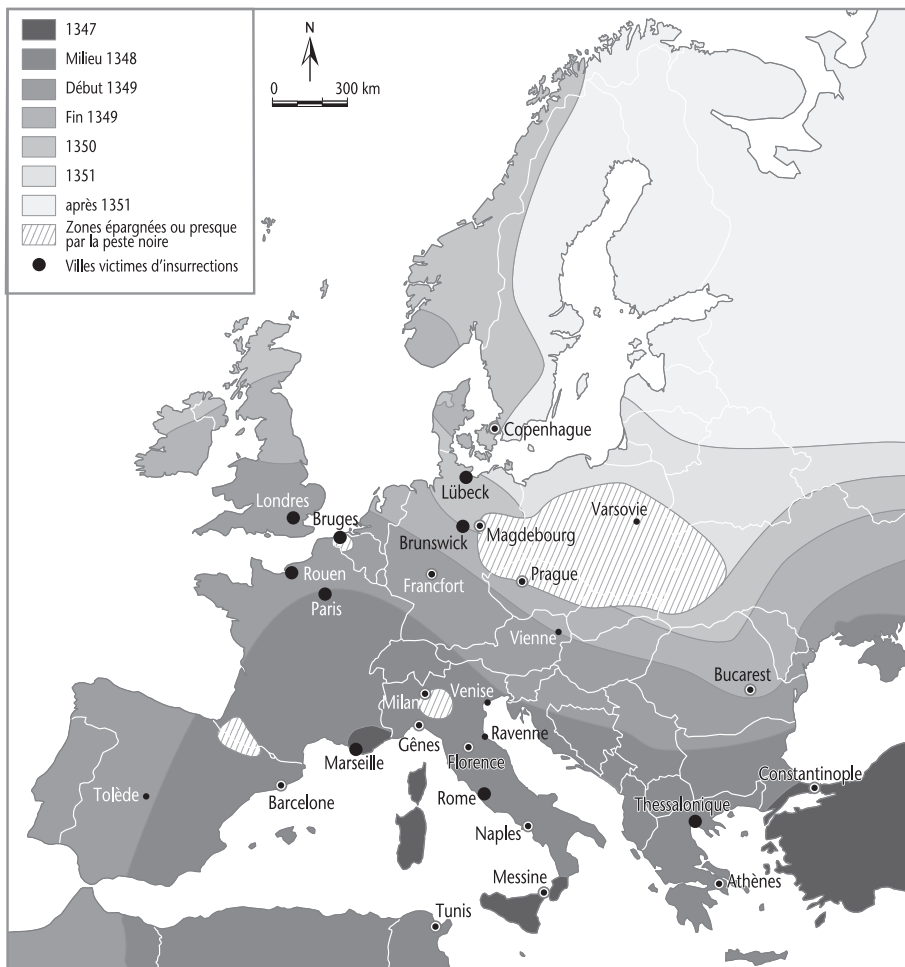 1347
Milieu 1348
Début 1349
Fin 1349
1350
1351
après 1351
Zones épargnées ou presque
par la peste noire
Villes victimes d'insurrections
N
0 300 km
Copenhague
Lübeck
Londres
Bruges
Varsovie
Brunswick
Magdebourg
Rouen
Francfort
Prague
Paris
Vienne
Bucarest
Milan
Venise
Ravenne
Gênes
Marseille
Florence
Constantinople
Tolède
Barcelone
Rome
Thessalonique
Naples
Messine
Athènes
Tunis